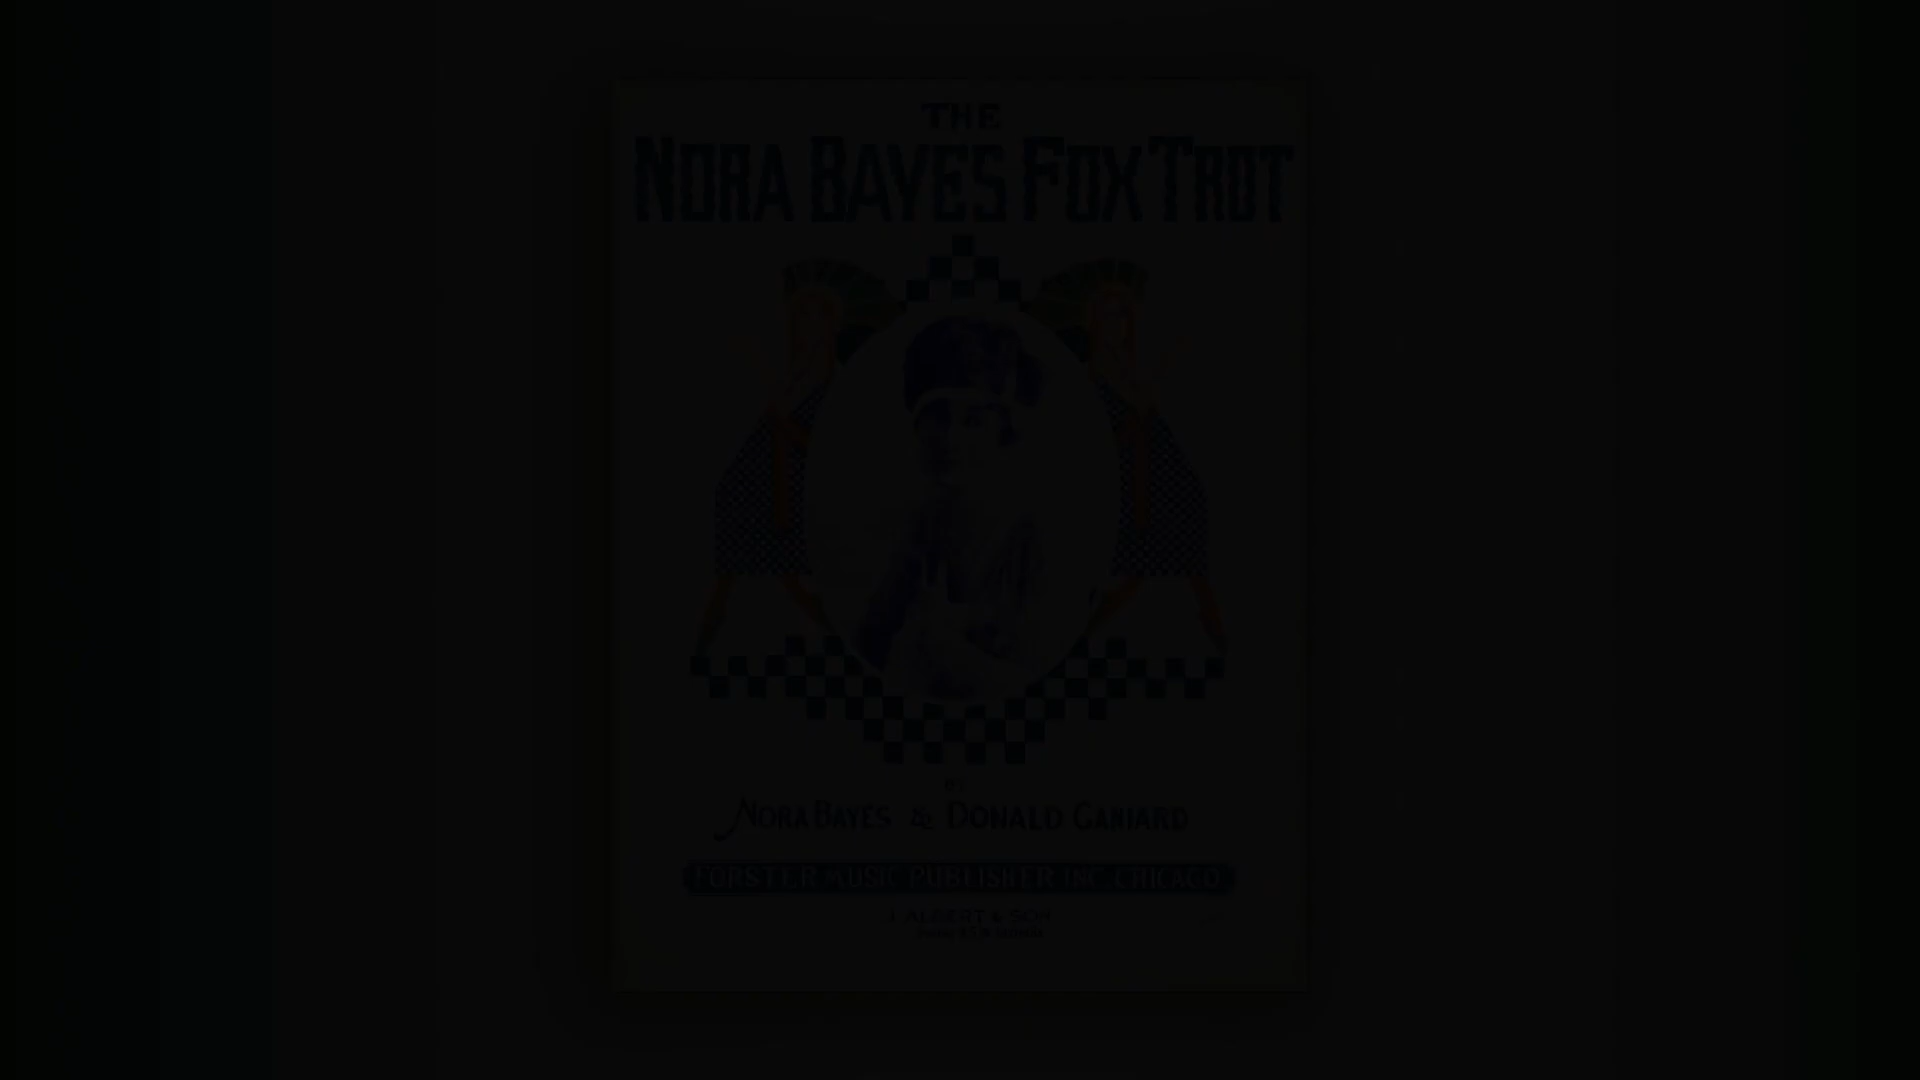 THE
NORA BAYES FOX TROT
BY
NORA BAYES & DONALD GANIARD
FORSTER MUSIC PUBLISHER INC. CHICAGO
J. ALBERT & SON